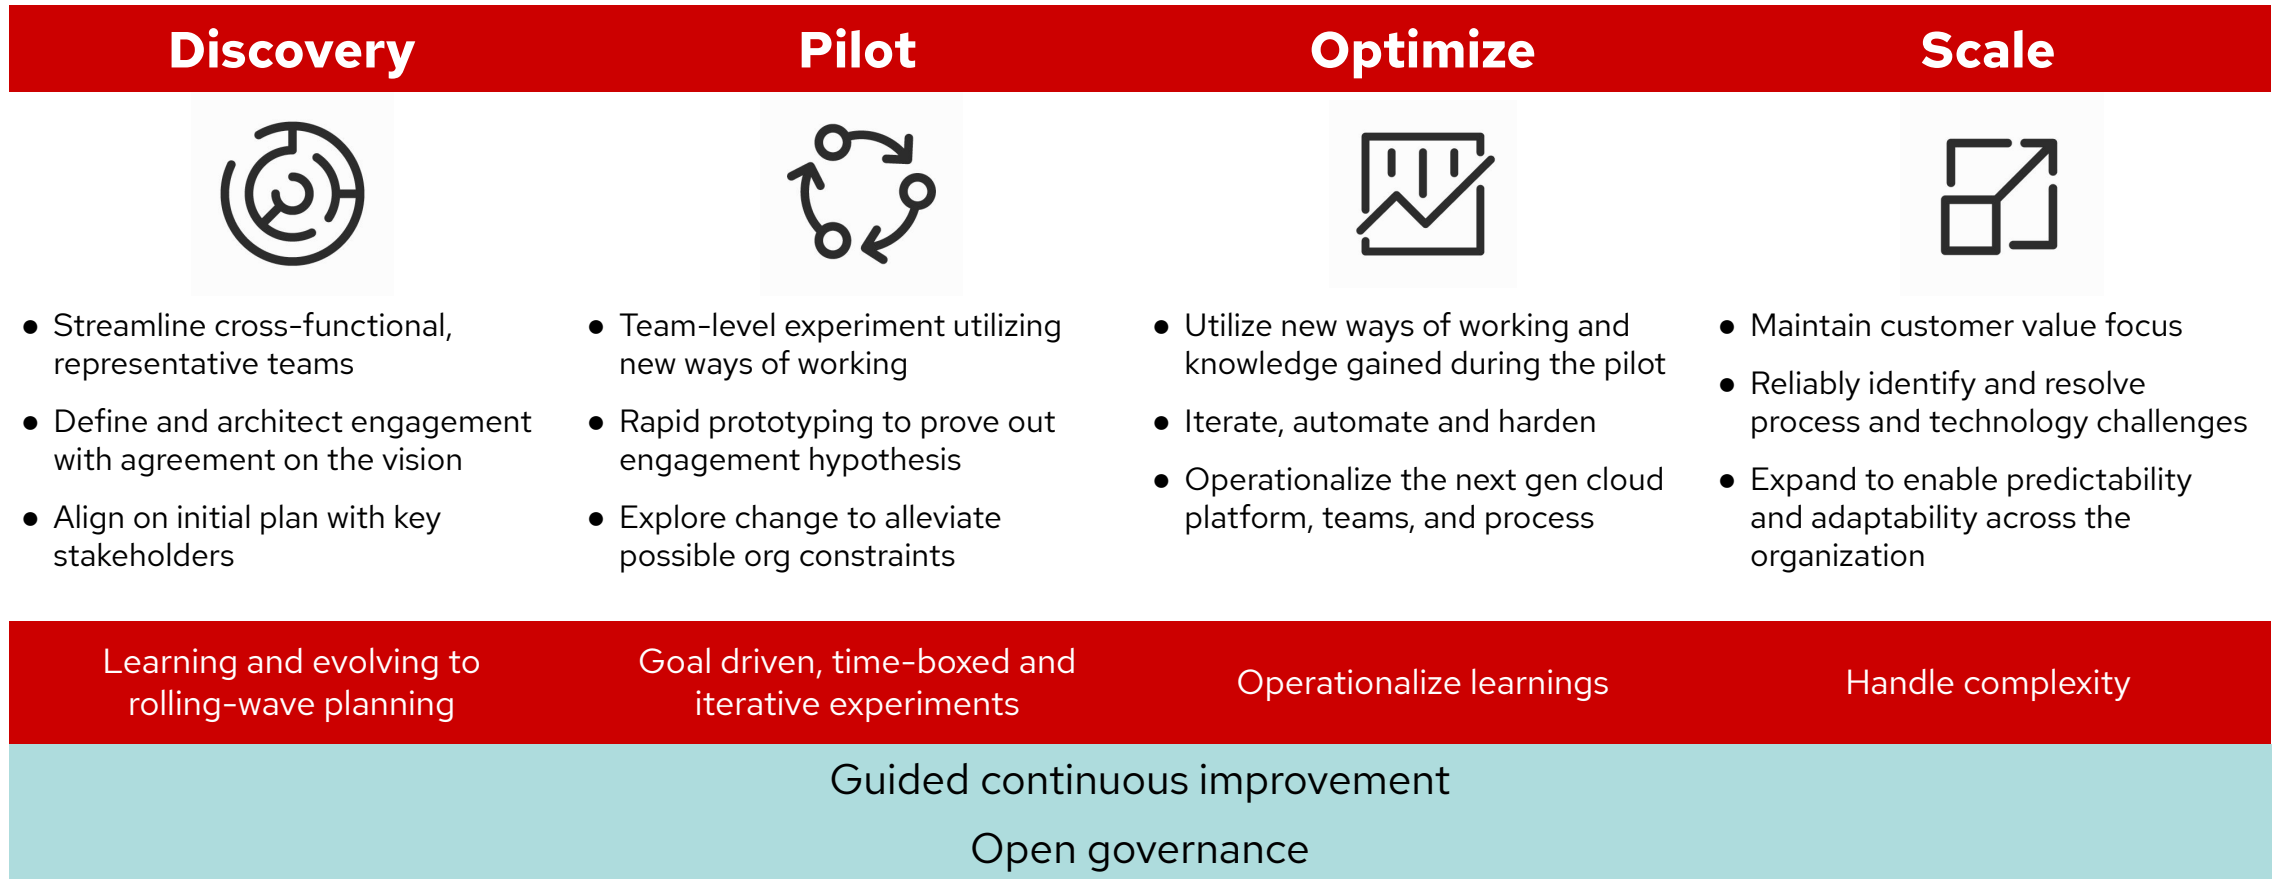 Discovery
Pilot
Optimize
Scale
● Streamline cross-functional,
representative teams
● Define and architect engagement
with agreement on the vision
● Align on initial plan with key
stakeholders
● Team-level experiment utilizing
new ways of working
● Rapid prototyping to prove out
engagement hypothesis
● Explore change to alleviate
possible org constraints
● Utilize new ways of working and
knowledge gained during the pilot
● Iterate, automate and harden
● Operationalize the next gen cloud
platform, teams, and process
● Maintain customer value focus
● Reliably identify and resolve
process and technology challenges
● Expand to enable predictability
and adaptability across the
organization
Learning and evolving to
rolling-wave planning
Goal driven, time-boxed and
iterative experiments
Operationalize learnings
Handle complexity
Guided continuous improvement
Open governance